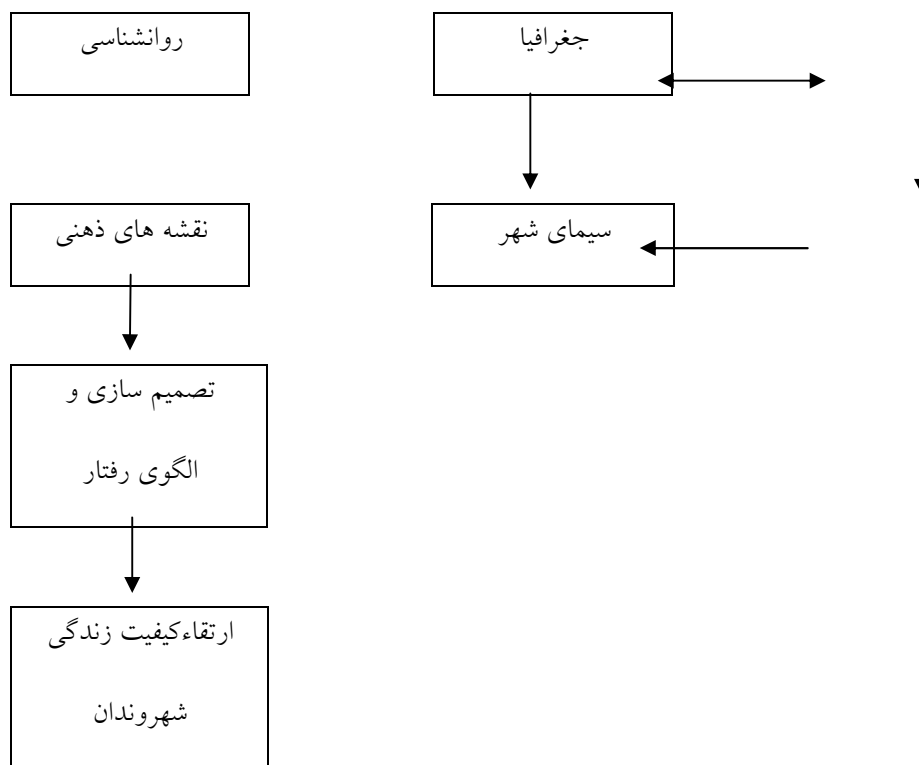 جغرافیا
روانشناسی
سیمای شهر
نقشه های ذهنی
تصمیم سازی و
الگوی رفتار
ارتقاءکیفیت زندگی
شهروندان